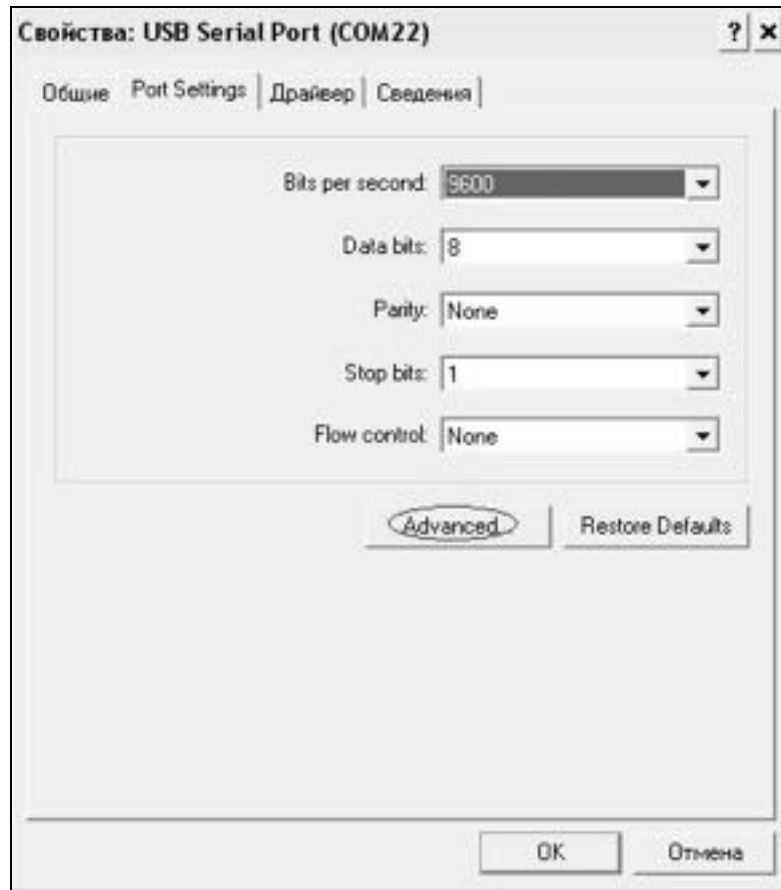 Свойства: USB Serial Port (COM22) ? ×
Общие Port Settings Драйвер Сведения
Bits per second: 9600
Data bits: 8
Parity: None
Stop bits: 1
Flow control: None
Advanced... Restore Defaults
OK Отмена